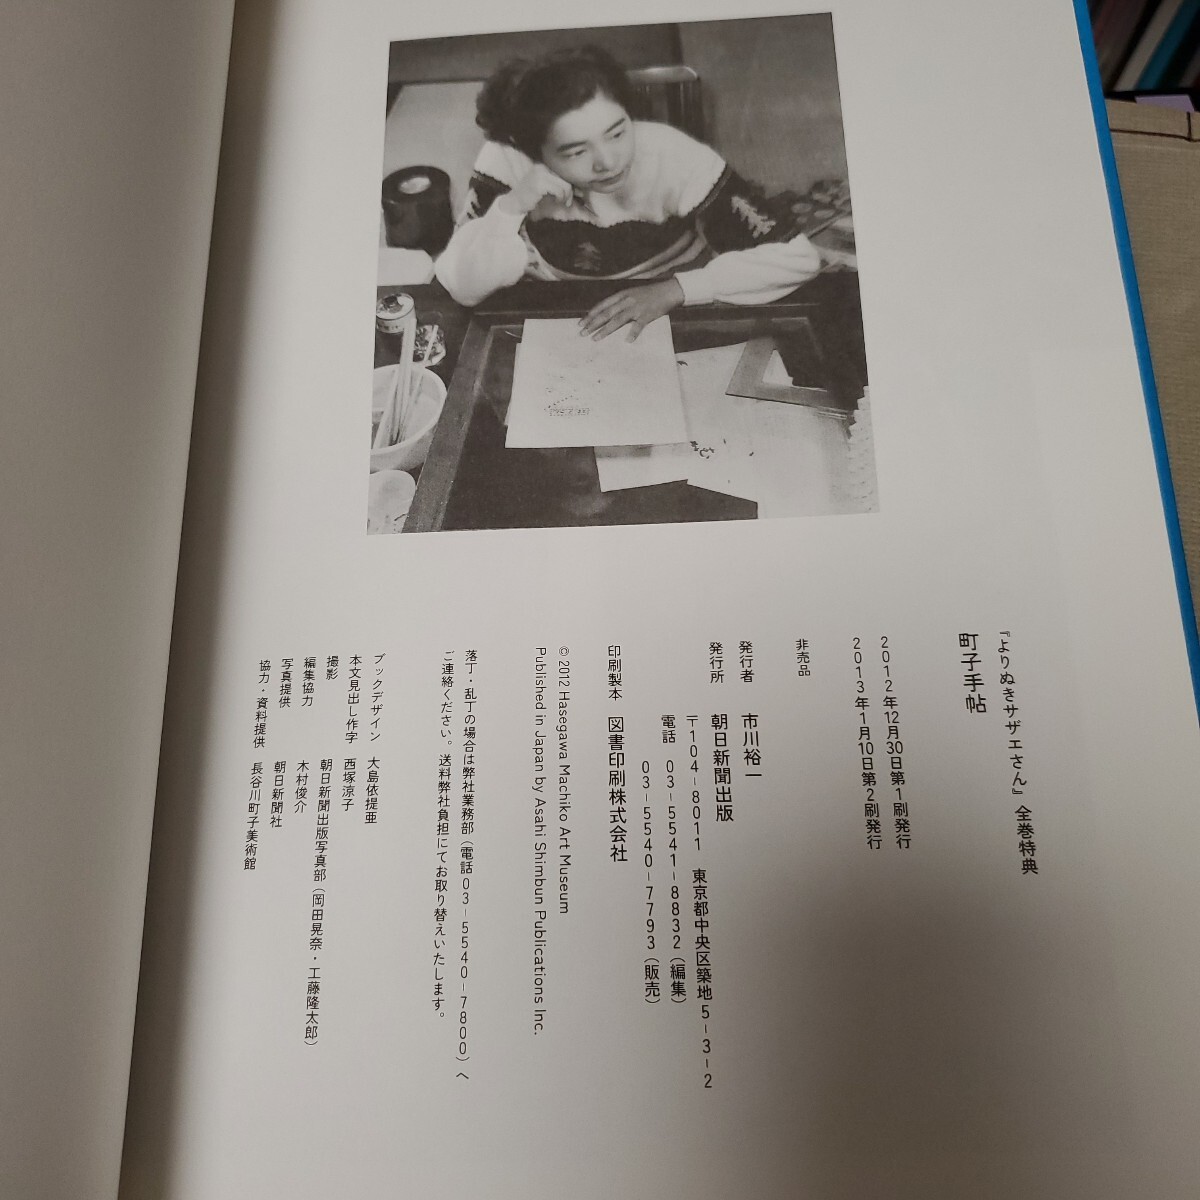 『よりぬきサザエさん』全巻特典
町子手帖
2012年12月30日第1刷発行
2013年1月10日第2刷発行
非売品
発行者　市川裕一
発行所　朝日新聞出版
〒104-8011　東京都中央区築地5-3-2
電話　03-5541-8832（編集）
03-5540-7793（販売）
印刷製本　図書印刷株式会社
© 2012 Hasegawa Machiko Art Museum
Published in Japan by Asahi Shimbun Publications Inc.
落丁・乱丁の場合は弊社業務部（電話03-5540-7800）へ
ご連絡ください。送料弊社負担にてお取り替えいたします。
ブックデザイン　大島依提亜
本文見出し作字　西塚涼子
撮影　朝日新聞出版写真部（岡田晃奈・工藤隆太郎）
編集協力　木村俊介
写真提供　朝日新聞社
協力・資料提供　長谷川町子美術館